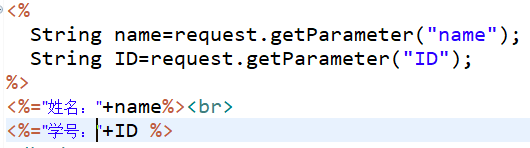 <%
String name=request.getParameter("name");
String ID=request.getParameter("ID");
%>
<%="姓名："+name%><br>
<%="学号："+ID %>